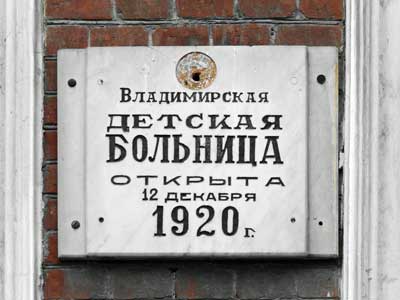 ВЛАДИМИРСКАЯ
ДЕТСКАЯ
БОЛЬНИЦА
ОТКРЫТА
12 ДЕКАБРЯ
1920 г.